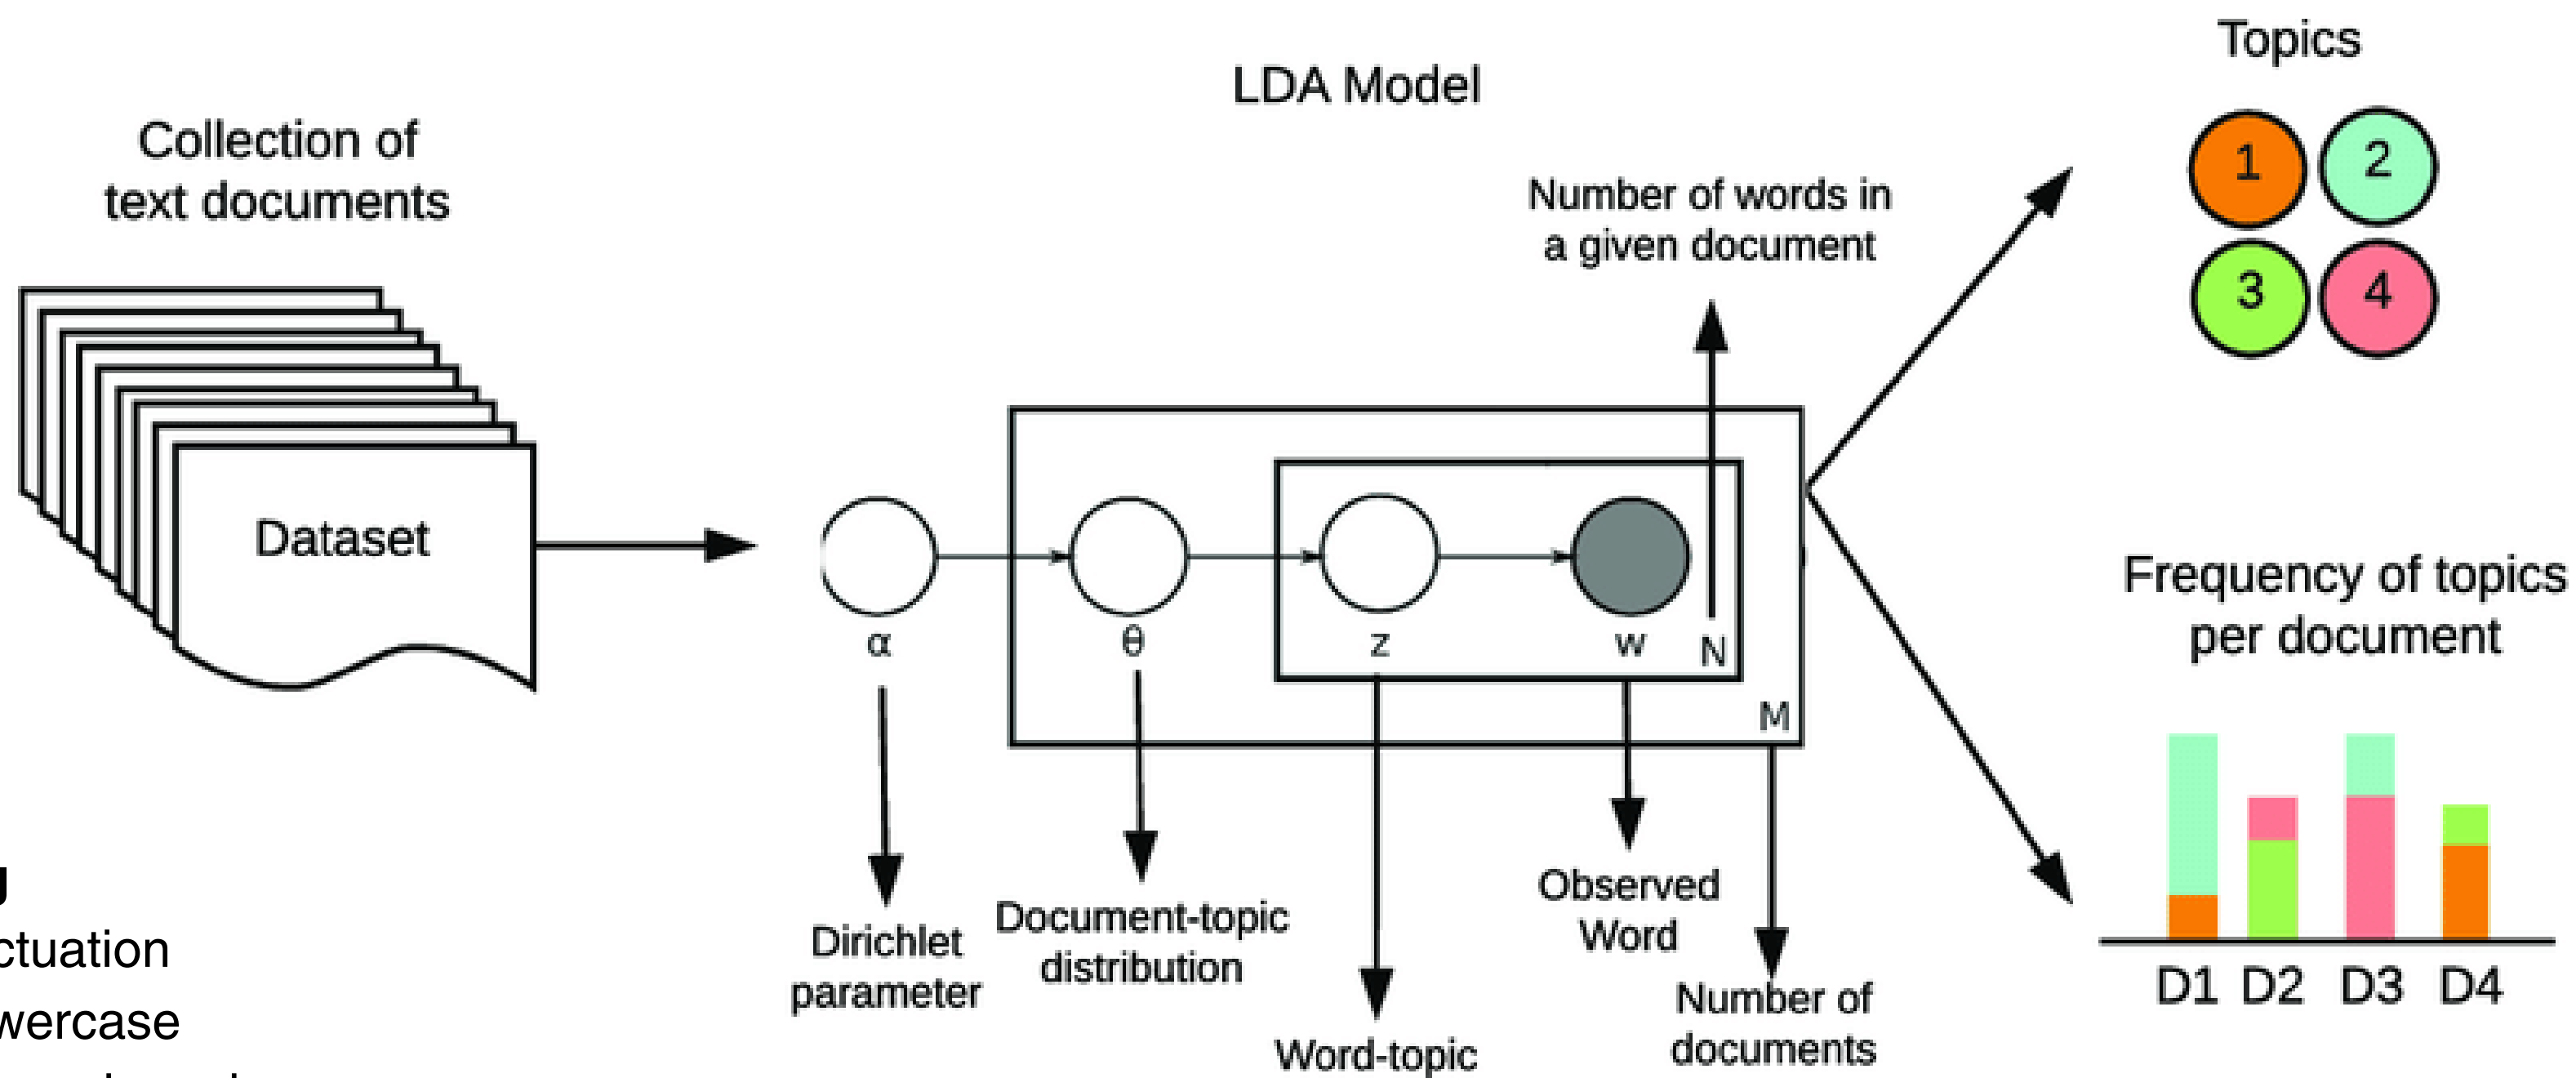 Collection of
text documents
Dataset
LDA Model
Number of words in
a given document
α
θ
z
w
N
M
Dirichlet
parameter
Document-topic
distribution
Word-topic
Observed
Word
Number of
documents
Topics
1
2
3
4
Frequency of topics
per document
D1 D2 D3 D4
g
ctuation
wercase